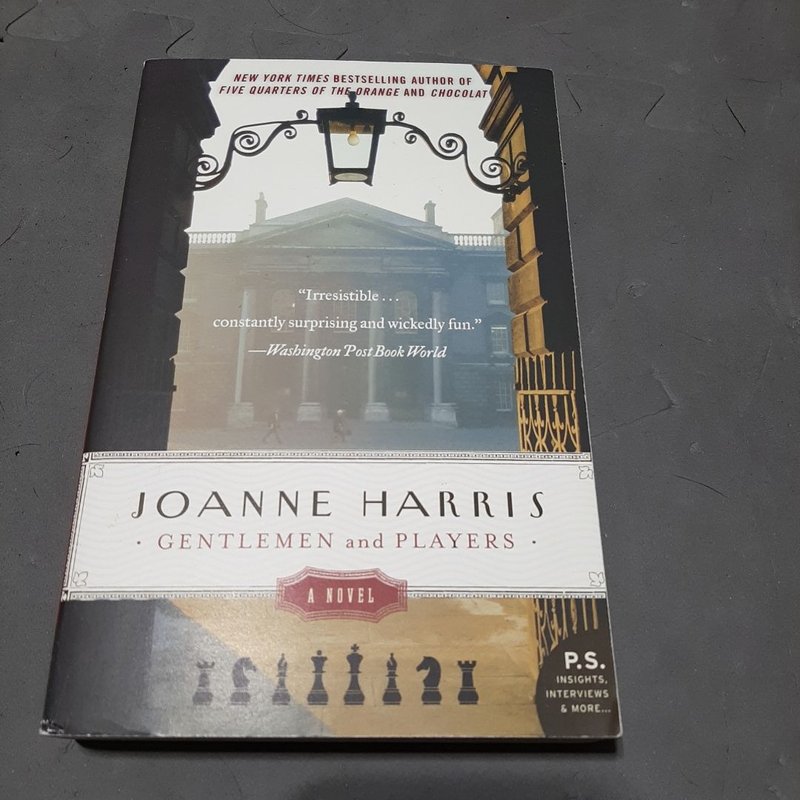 NEW YORK TIMES BESTSELLING AUTHOR OF
FIVE QUARTERS OF THE ORANGE AND CHOCOLAT
“Irresistible . . .
constantly surprising and wickedly fun.”
—Washington Post Book World
JOANNE HARRIS
· GENTLEMEN and PLAYERS ·
A NOVEL
P.S.
INSIGHTS,
INTERVIEWS
& MORE...